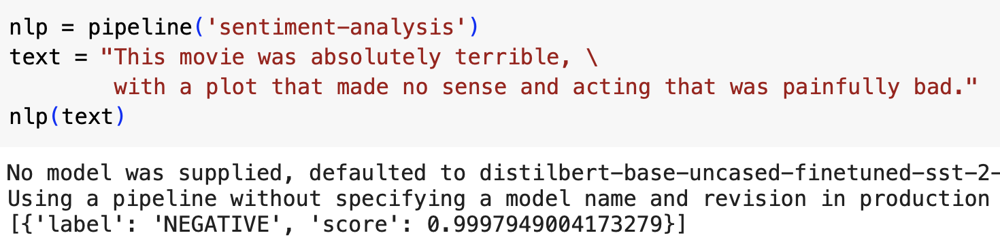 nlp = pipeline('sentiment-analysis')
text = "This movie was absolutely terrible, \
        with a plot that made no sense and acting that was painfully bad."
nlp(text)
No model was supplied, defaulted to distilbert-base-uncased-finetuned-sst-2-
Using a pipeline without specifying a model name and revision in production
[{'label': 'NEGATIVE', 'score': 0.9997949004173279}]